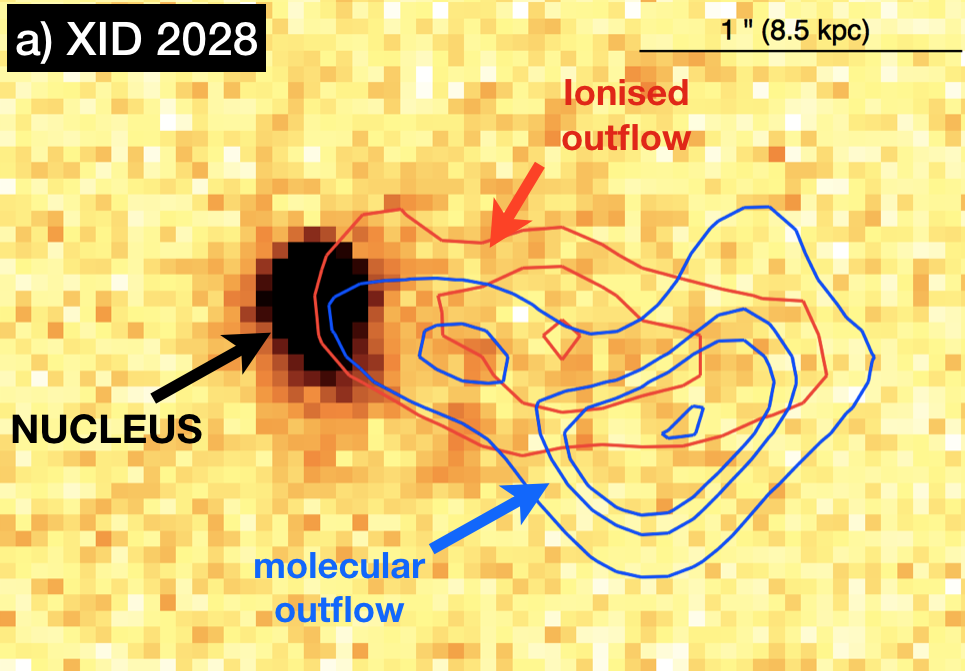 a) XID 2028
1 " (8.5 kpc)
Ionised
outflow
NUCLEUS
molecular
outflow